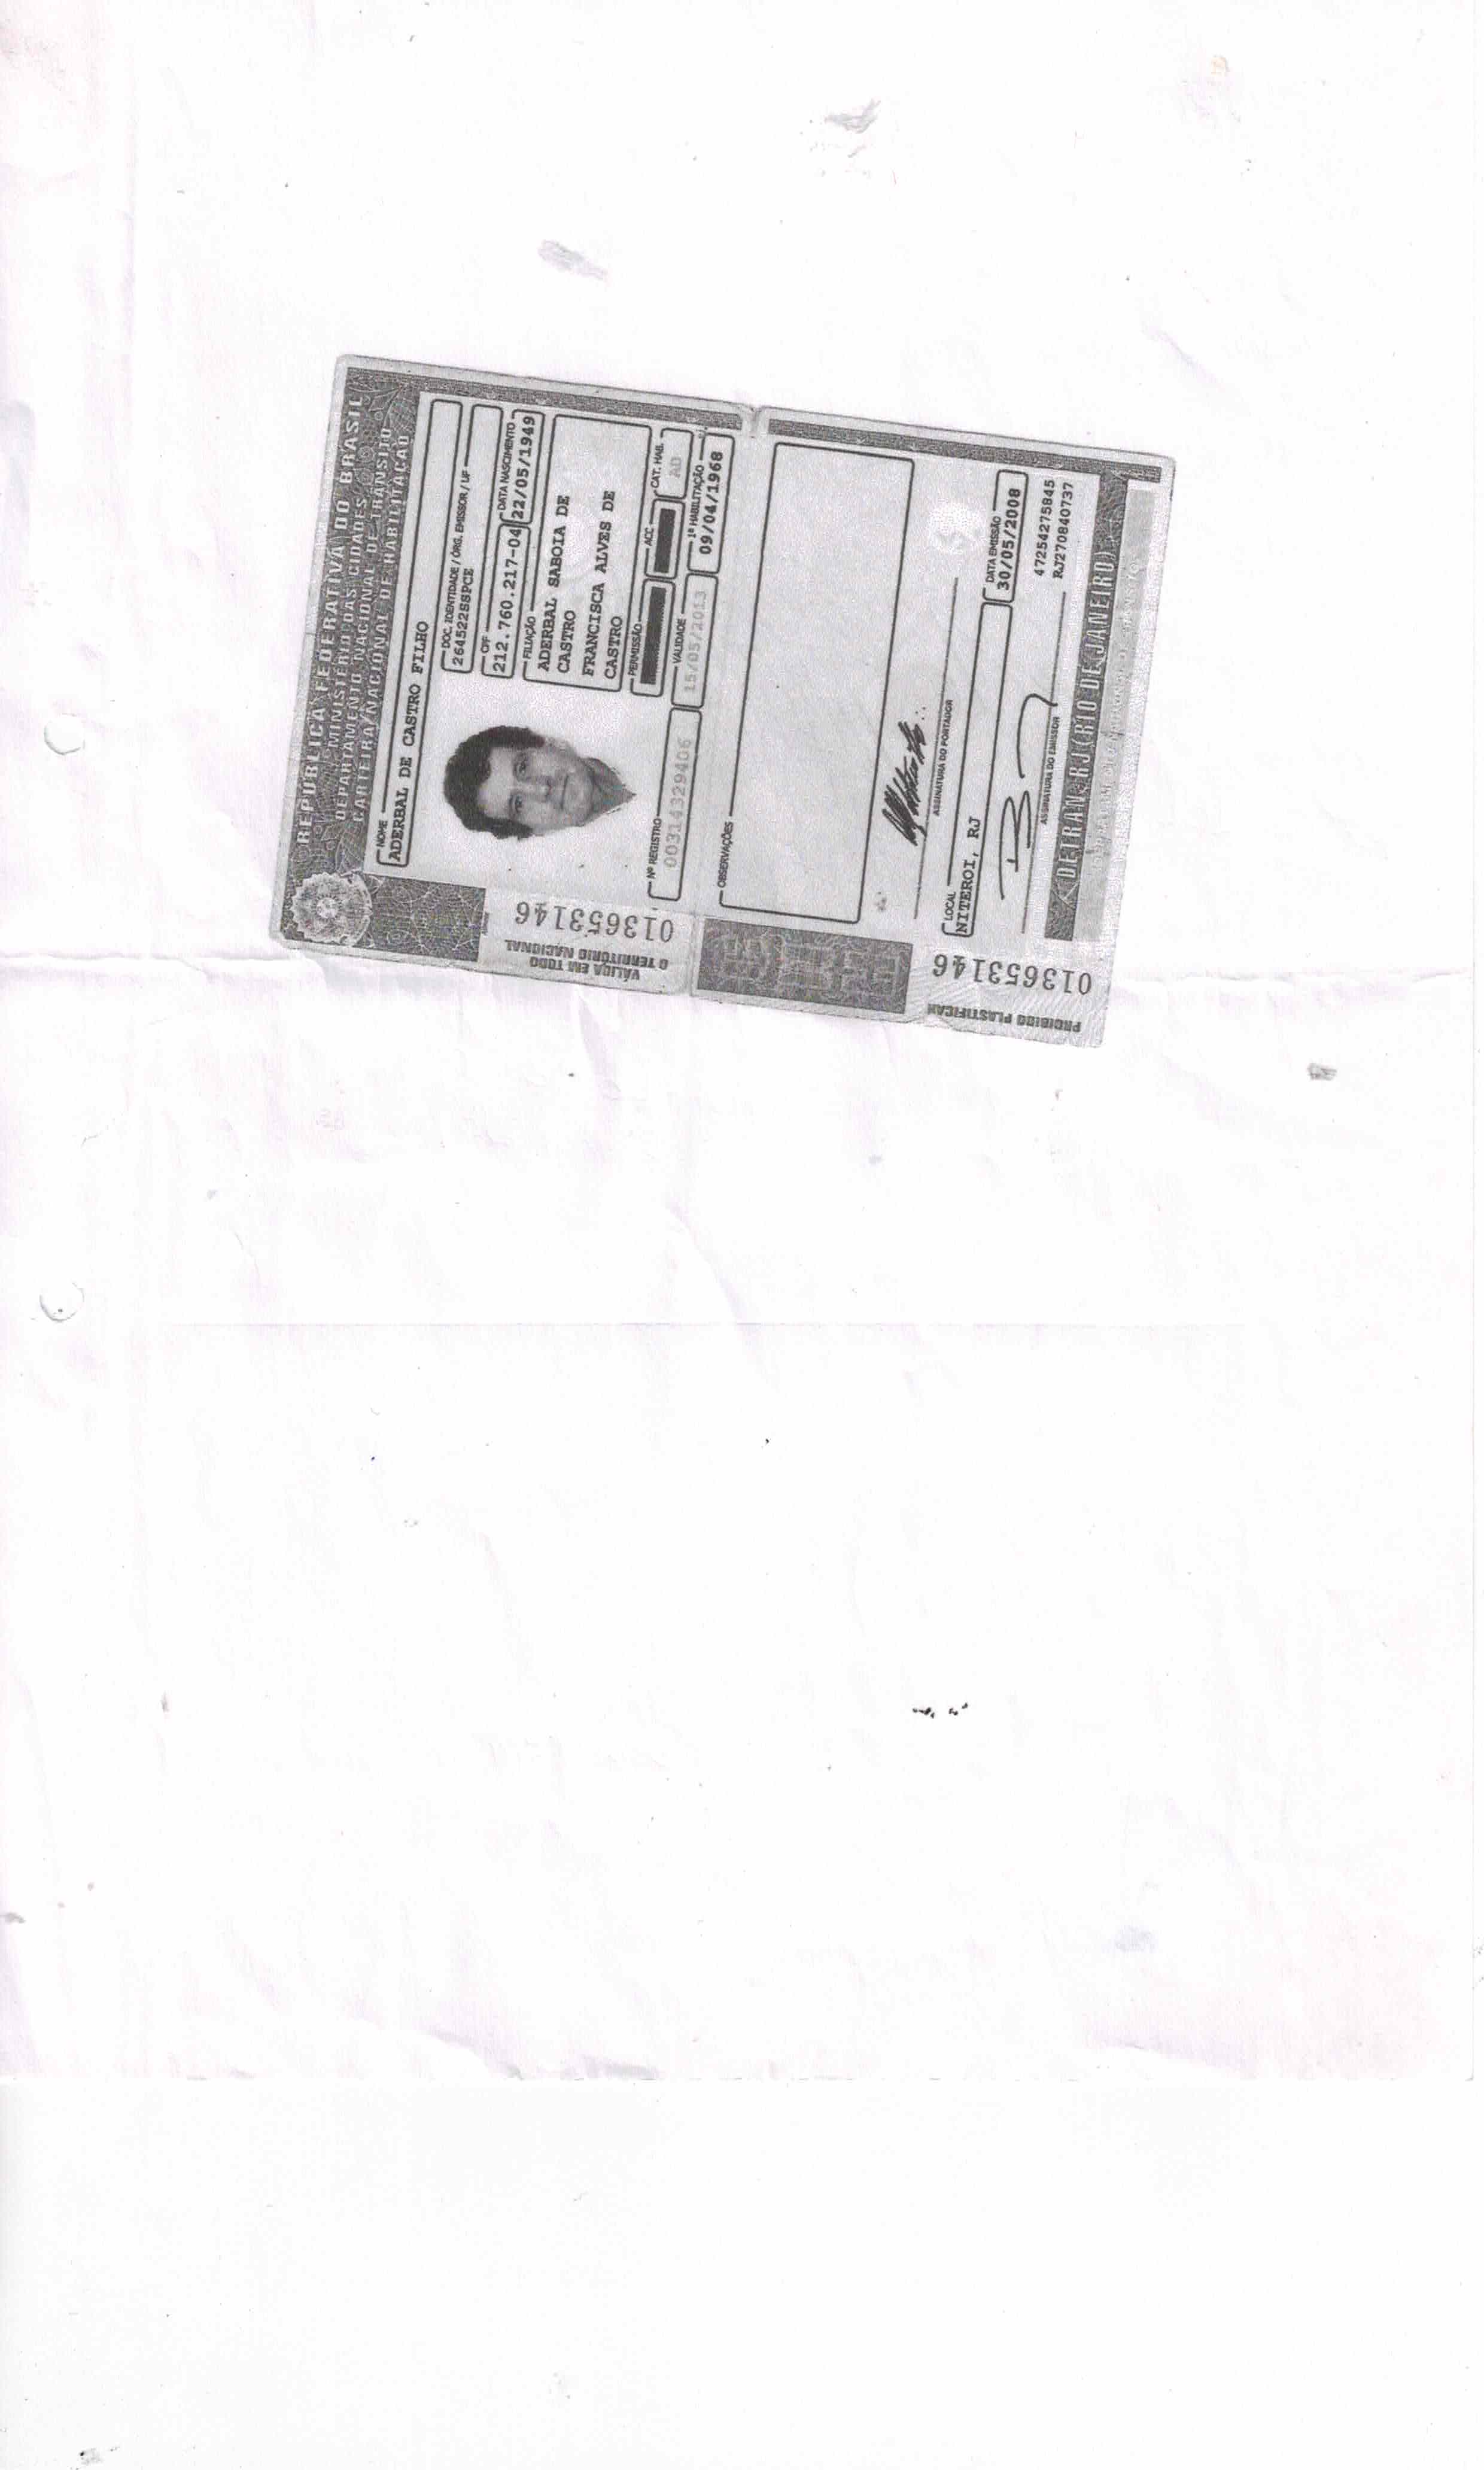 REPÚBLICA FEDERATIVA DO BRASIL
MINISTÉRIO DAS CIDADES
DEPARTAMENTO NACIONAL DE TRÂNSITO
CARTEIRA NACIONAL DE HABILITAÇÃO
NOME
ADERBAL DE CASTRO FILHO
DOC. IDENTIDADE / ÓRG. EMISSOR / UF
2645228SPCE
CPF
212.760.217-04
DATA NASCIMENTO
22/05/1949
FILIAÇÃO
ADERBAL SABOIA DE
CASTRO
FRANCISCA ALVES DE
CASTRO
PERMISSÃO
ACC
CAT. HAB.
AD
Nº REGISTRO
00314329406
VALIDADE
15/05/2013
1ª HABILITAÇÃO
09/04/1968
VÁLIDA EM TODO
O TERRITÓRIO NACIONAL
013653146
OBSERVAÇÕES
ASSINATURA DO PORTADOR
LOCAL
NITEROI, RJ
DATA EMISSÃO
30/05/2008
47254275845
RJ270840737
ASSINATURA DO EMISSOR
DETRAN-RJ (RIO DE JANEIRO)
PROIBIDO PLASTIFICAR
013653146